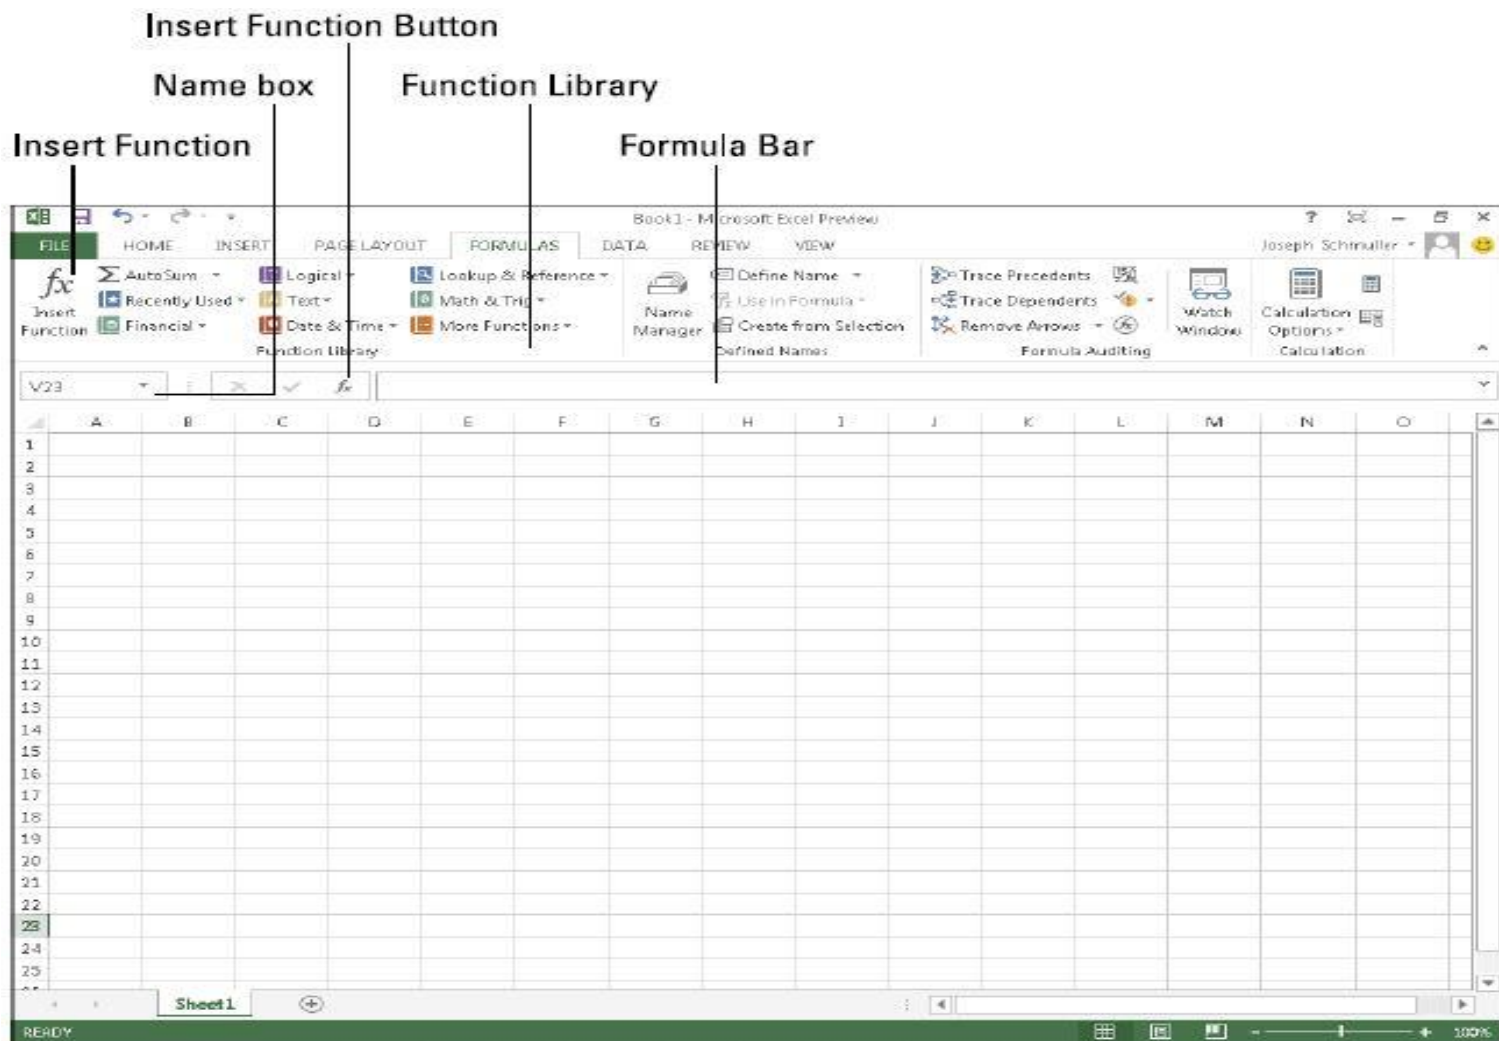 Insert Function Button
Name box
Function Library
Insert Function
Formula Bar
Book1 - Microsoft Excel Preview
FILE HOME INSERT PAGE LAYOUT FORMULAS DATA REVIEW VIEW
Joseph Schmuller
fx
Insert Function
AutoSum
Recently Used
Financial
Logical
Text
Date & Time
Lookup & Reference
Math & Trig
More Functions
Function Library
Name Manager
Define Name
Use in Formula
Create from Selection
Defined Names
Trace Precedents
Trace Dependents
Remove Arrows
Formula Auditing
Watch Window
Calculation Options
Calculation
V23
fx
A B C D E F G H I J K L M N O
1
2
3
4
5
6
7
8
9
10
11
12
13
14
15
16
17
18
19
20
21
22
23
24
25
Sheet1
READY
100%